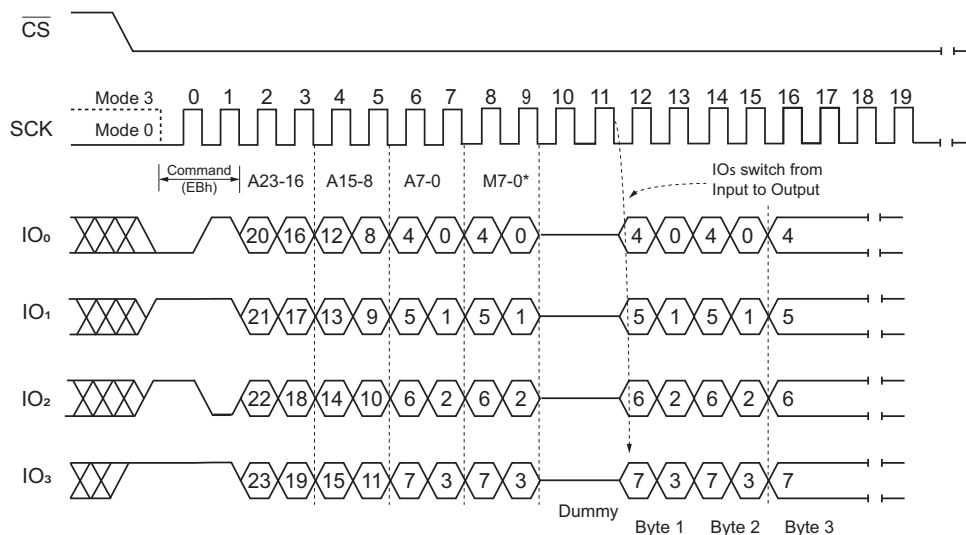 CS
Mode 3 0 1 2 3 4 5 6 7 8 9 10 11 12 13 14 15 16 17 18 19
SCK
Mode 0
Command
(EBh)
A23-16 A15-8 A7-0 M7-0*
IOs switch from
Input to Output
IO₀ 20 16 12 8 4 0 4 0 4 0 4 0 4
IO₁ 21 17 13 9 5 1 5 1 5 1 5 1 5
IO₂ 22 18 14 10 6 2 6 2 6 2 6 2 6
IO₃ 23 19 15 11 7 3 7 3 7 3 7 3 7
Dummy
Byte 1 Byte 2 Byte 3